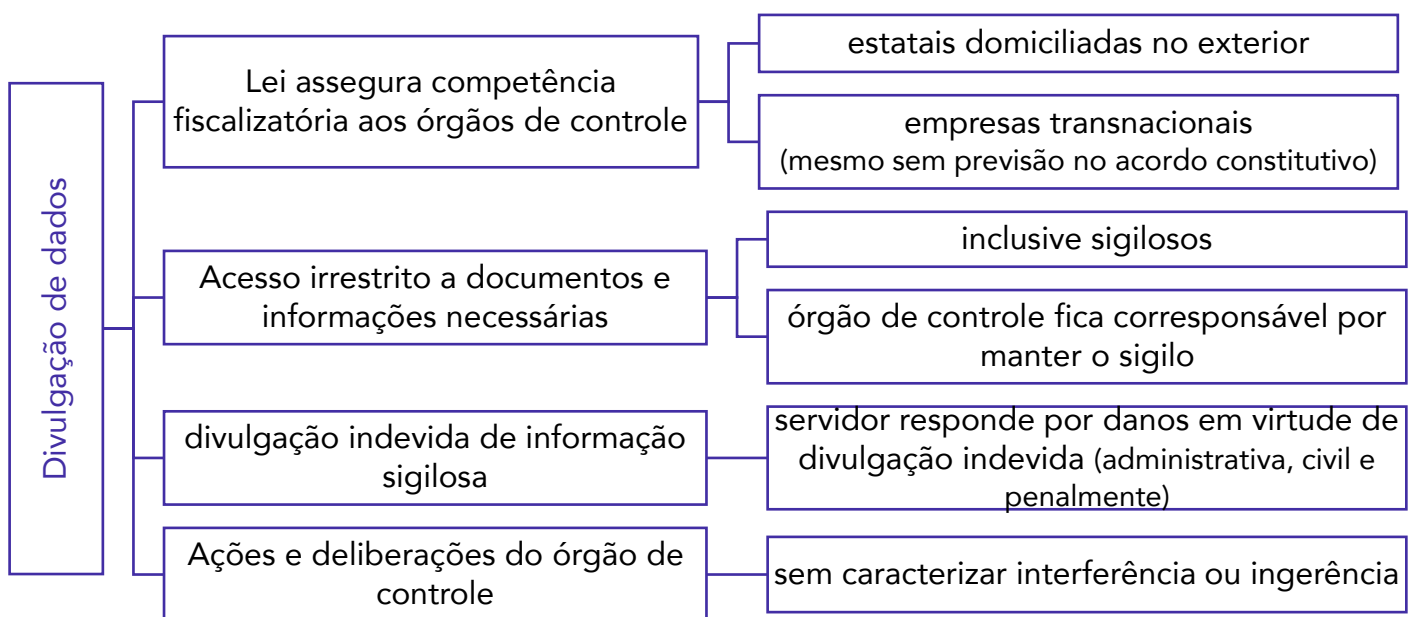 Divulgação de dados
Lei assegura competência
fiscalizatória aos órgãos de controle
estatais domiciliadas no exterior
empresas transnacionais
(mesmo sem previsão no acordo constitutivo)
Acesso irrestrito a documentos e
informações necessárias
inclusive sigilosos
órgão de controle fica corresponsável por
manter o sigilo
divulgação indevida de informação
sigilosa
servidor responde por danos em virtude de
divulgação indevida (administrativa, civil e
penalmente)
Ações e deliberações do órgão de
controle
sem caracterizar interferência ou ingerência